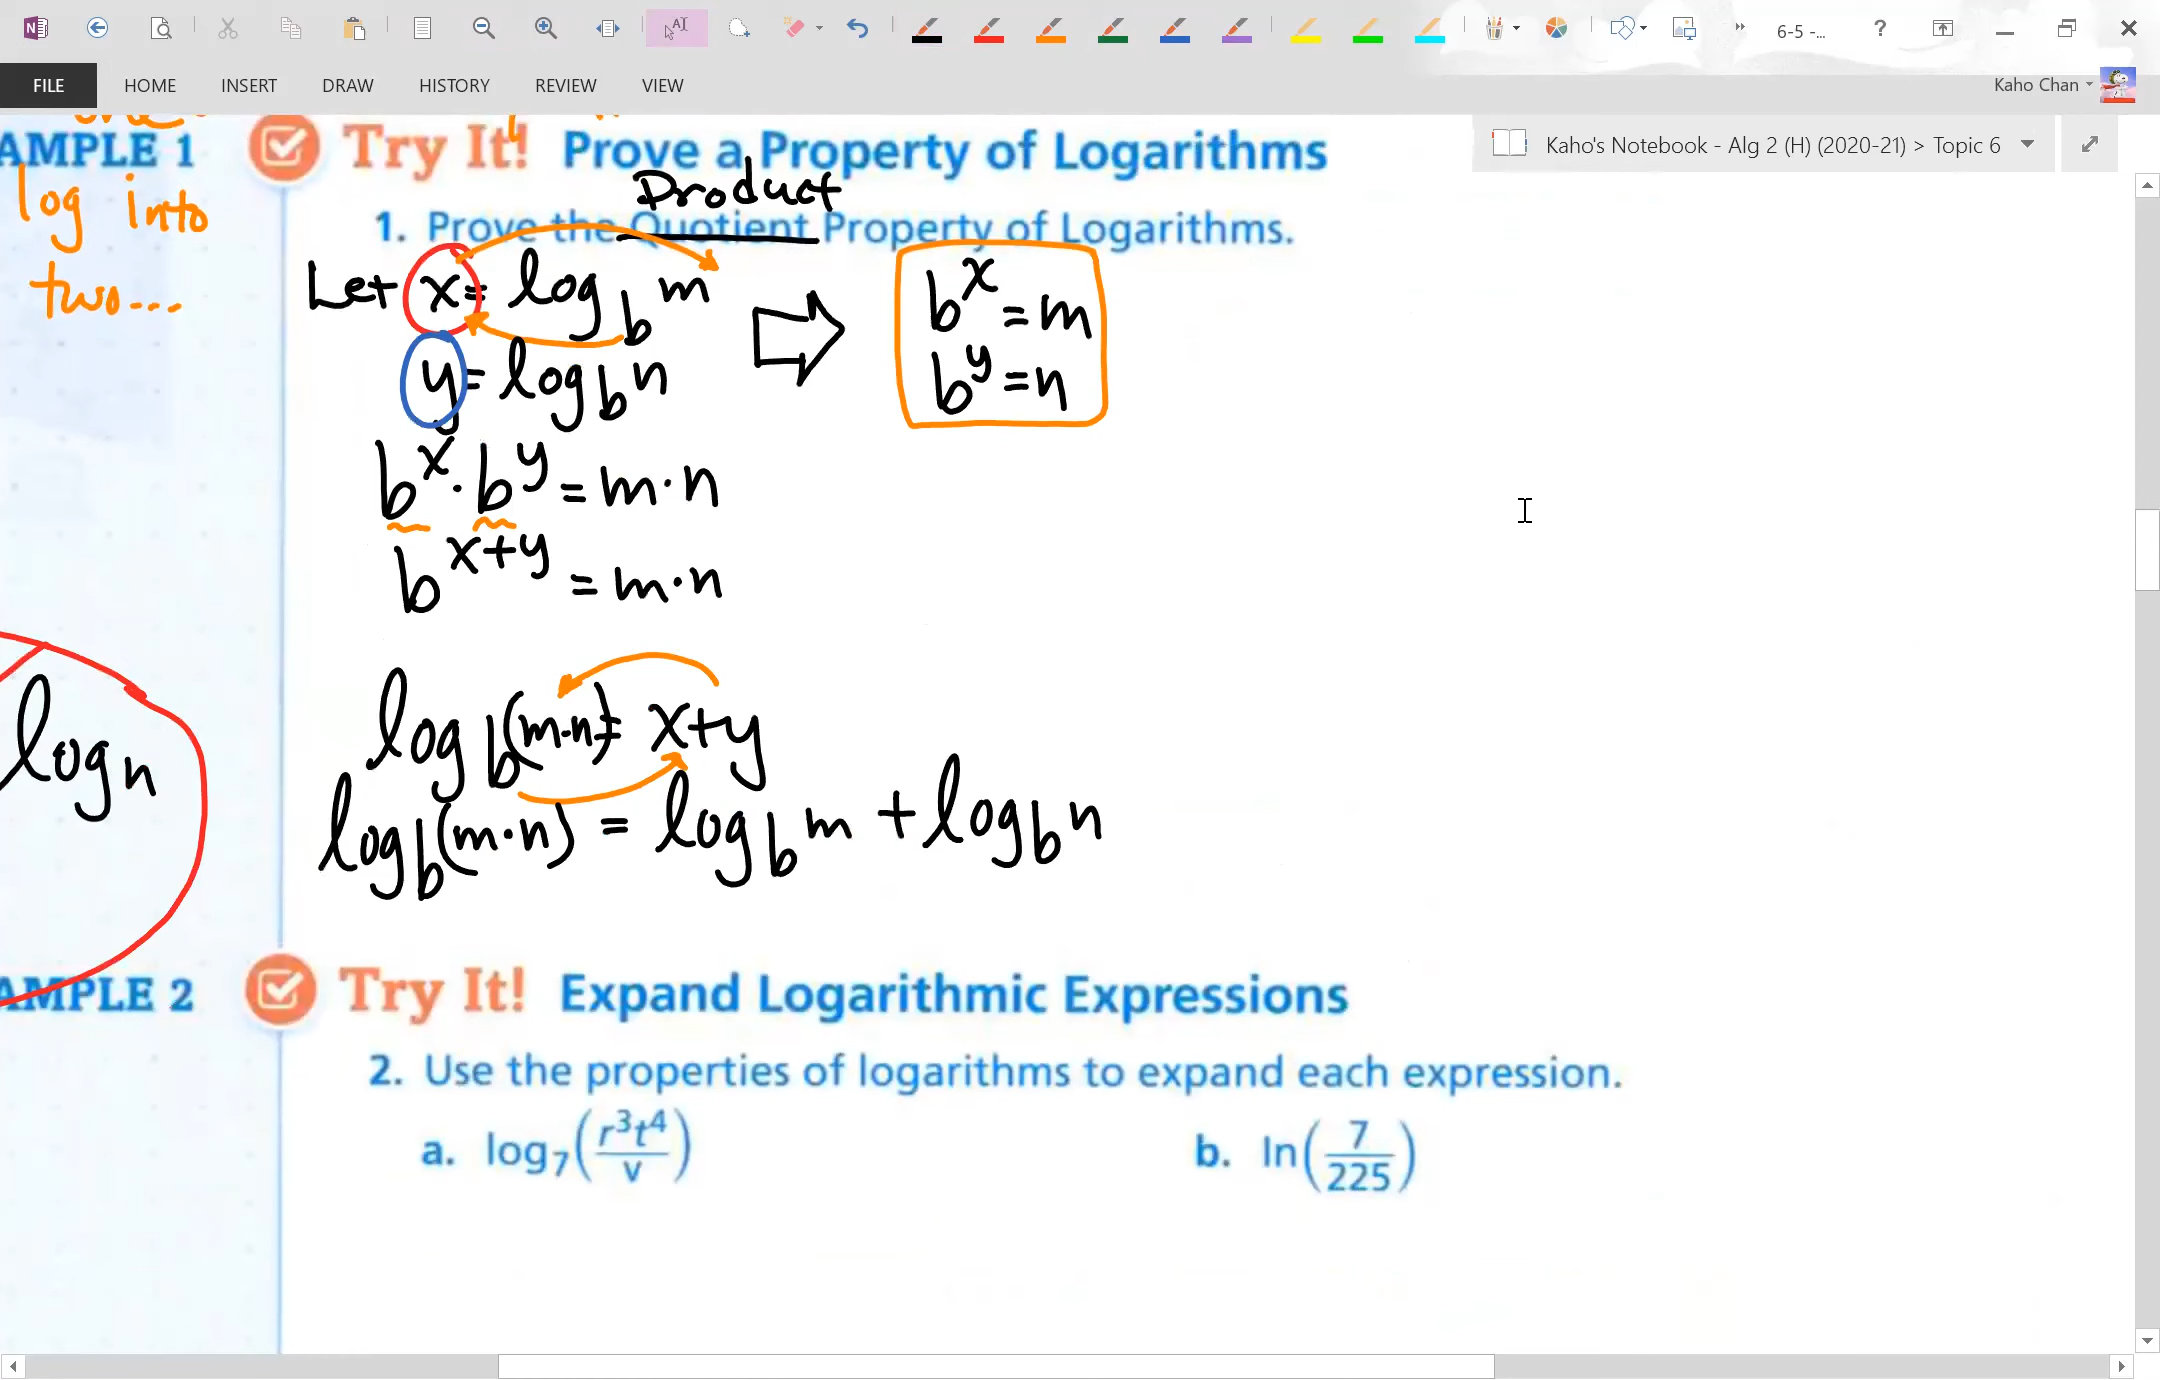 6-5 -...
FILE HOME INSERT DRAW HISTORY REVIEW VIEW
Kaho Chan
Kaho's Notebook - Alg 2 (H) (2020-21) > Topic 6
AMPLE 1
Try It! Prove a Property of Logarithms
Product
1. Prove the Quotient Property of Logarithms.
log into
two...
Let x = log_b m
y = log_b n
b^x = m
b^y = n
b^x · b^y = m · n
b^(x+y) = m · n
log_b (m·n) = x+y
log_b (m·n) = log_b m + log_b n
log n
AMPLE 2
Try It! Expand Logarithmic Expressions
2. Use the properties of logarithms to expand each expression.
a. log₇(r³t⁴/v)
b. ln(7/225)